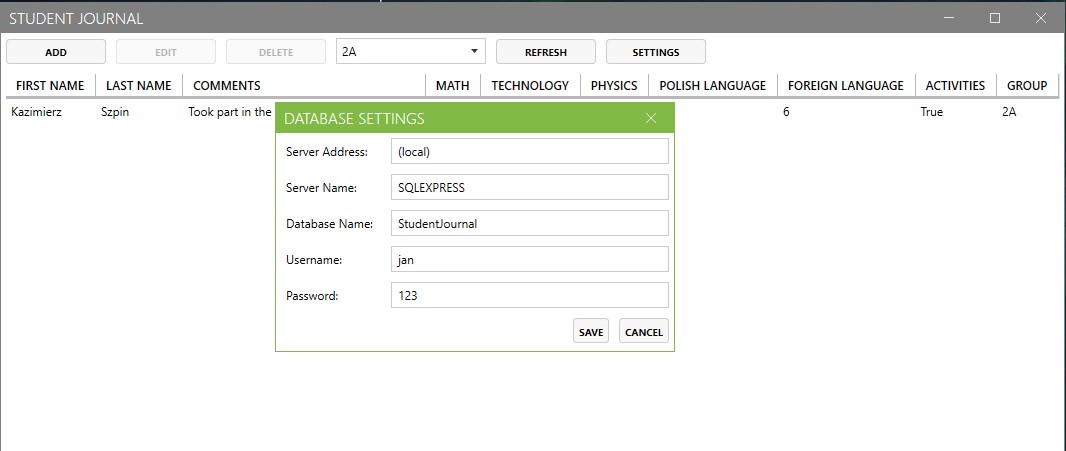 STUDENT JOURNAL
ADD EDIT DELETE 2A REFRESH SETTINGS
FIRST NAME LAST NAME COMMENTS MATH TECHNOLOGY PHYSICS POLISH LANGUAGE FOREIGN LANGUAGE ACTIVITIES GROUP
Kazimierz Szpin Took part in the 6 True 2A
DATABASE SETTINGS
Server Address: (local)
Server Name: SQLEXPRESS
Database Name: StudentJournal
Username: jan
Password: 123
SAVE CANCEL